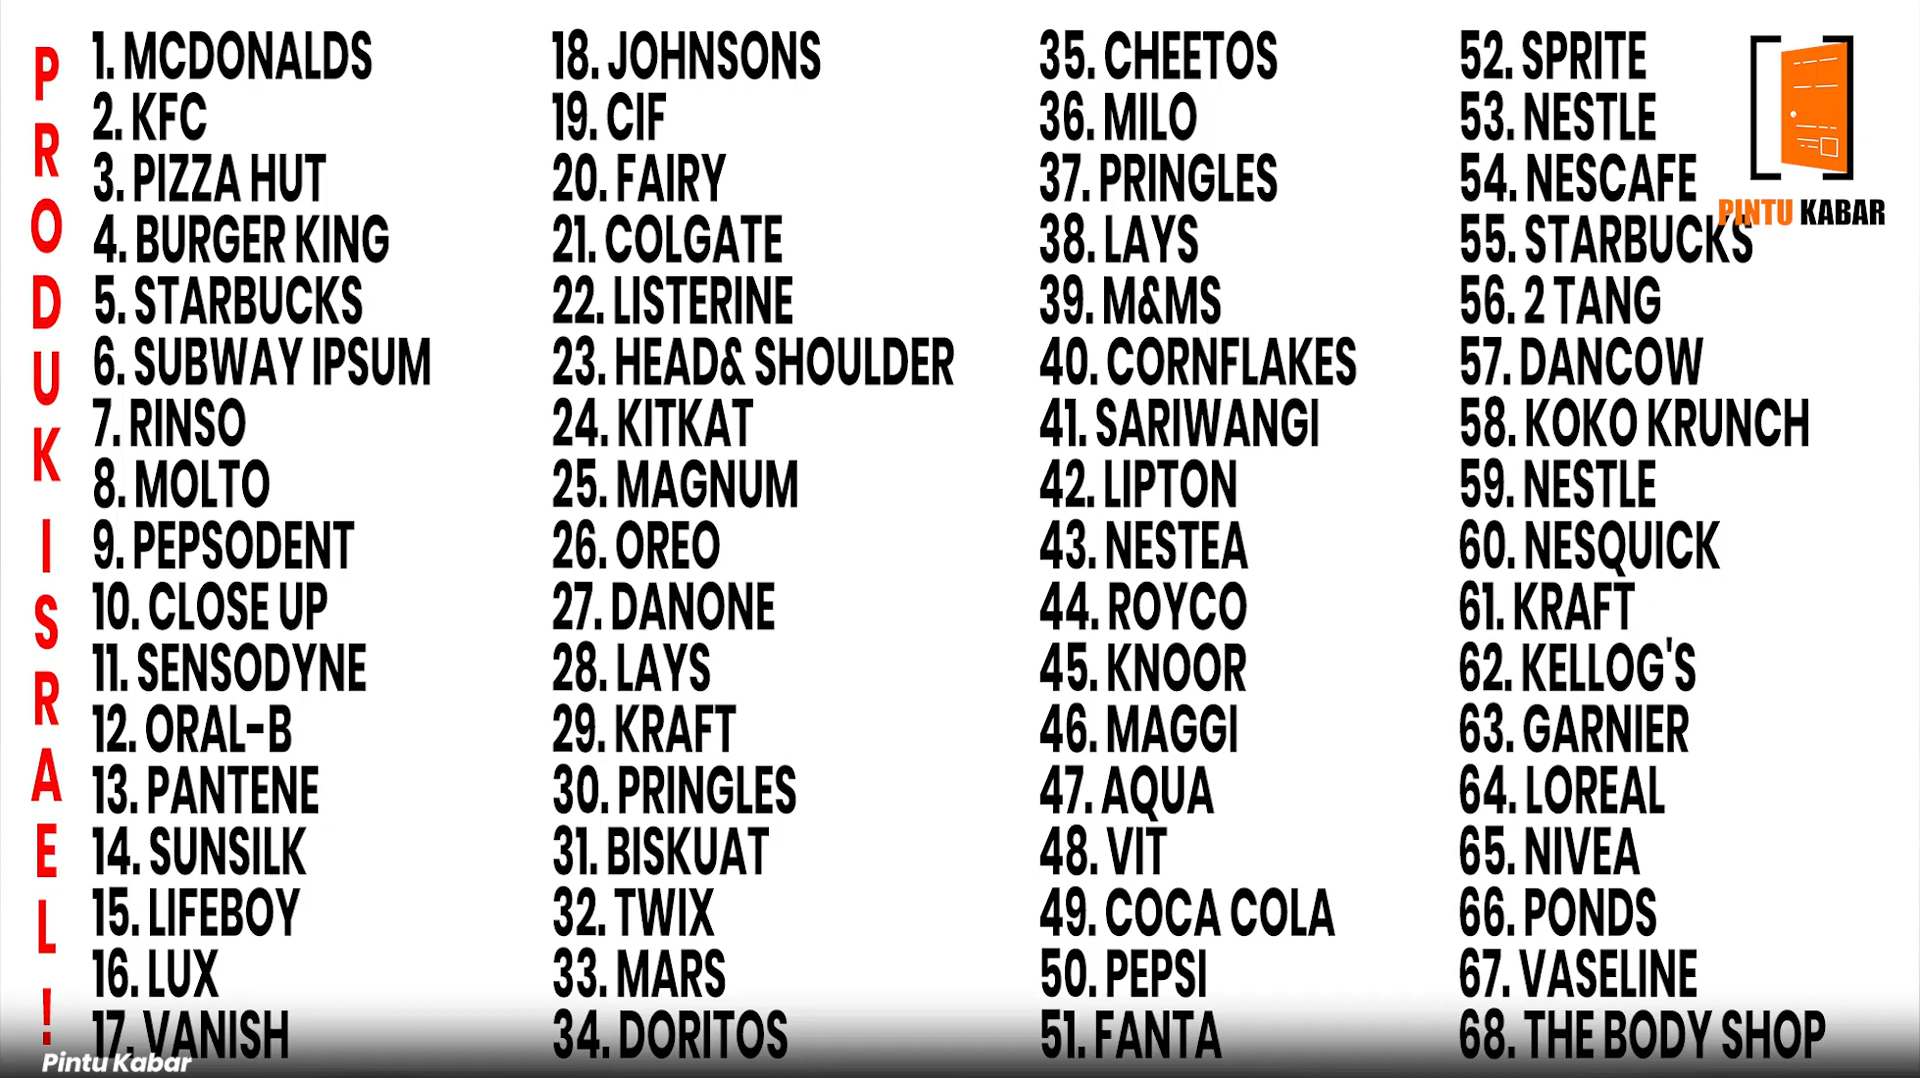 PRODUK ISRAEL!
1. MCDONALDS
2. KFC
3. PIZZA HUT
4. BURGER KING
5. STARBUCKS
6. SUBWAY IPSUM
7. RINSO
8. MOLTO
9. PEPSODENT
10. CLOSE UP
11. SENSODYNE
12. ORAL-B
13. PANTENE
14. SUNSILK
15. LIFEBOY
16. LUX
17. VANISH
18. JOHNSONS
19. CIF
20. FAIRY
21. COLGATE
22. LISTERINE
23. HEAD& SHOULDER
24. KITKAT
25. MAGNUM
26. OREO
27. DANONE
28. LAYS
29. KRAFT
30. PRINGLES
31. BISKUAT
32. TWIX
33. MARS
34. DORITOS
35. CHEETOS
36. MILO
37. PRINGLES
38. LAYS
39. M&MS
40. CORNFLAKES
41. SARIWANGI
42. LIPTON
43. NESTEA
44. ROYCO
45. KNOOR
46. MAGGI
47. AQUA
48. VIT
49. COCA COLA
50. PEPSI
51. FANTA
52. SPRITE
53. NESTLE
54. NESCAFE
55. STARBUCKS
56. 2 TANG
57. DANCOW
58. KOKO KRUNCH
59. NESTLE
60. NESQUICK
61. KRAFT
62. KELLOG'S
63. GARNIER
64. LOREAL
65. NIVEA
66. PONDS
67. VASELINE
68. THE BODY SHOP
PINTU KABAR
Pintu Kabar